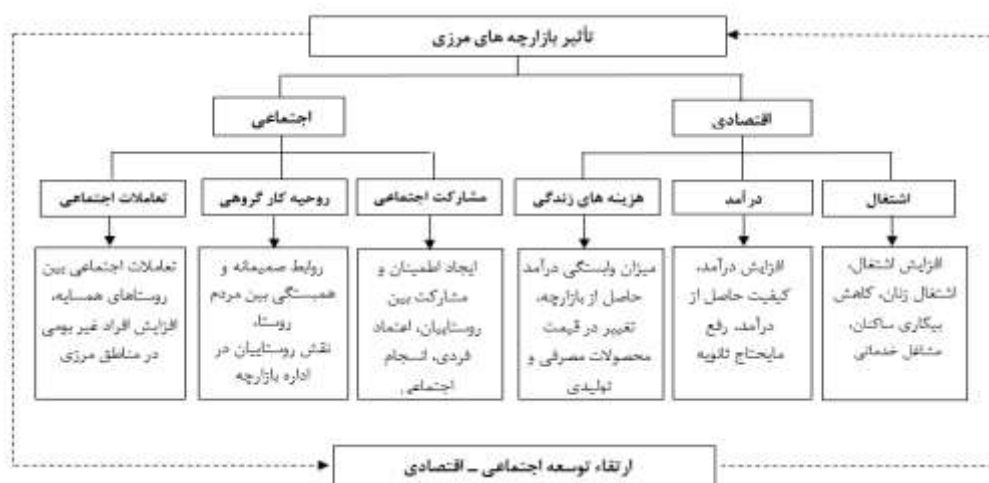 تأثیر بازارچه های مرزی
اقتصادی
اجتماعی
اشتغال
درآمد
هزینه های زندگی
مشارکت اجتماعی
روحیه کار گروهی
تعاملات اجتماعی
افزایش اشتغال،
اشتغال زنان، کاهش
بیکاری ساکنان،
مشاغل خدماتی
افزایش درآمد،
کیفیت حاصل از
درآمد، رفع
مایحتاج ثانویه
میزان وابستگی درآمد
حاصل از بازارچه،
تغییر در قیمت
محصولات مصرفی و
تولیدی
ایجاد اطمینان و
مشارکت بین
روستاییان، اعتماد
فردی، انسجام
اجتماعی
روابط صمیمانه و
همبستگی بین مردم
روستا،
نقش روستاییان در
اداره بازارچه
تعاملات اجتماعی بین
روستاهای همسایه،
افزایش افراد غیر بومی
در مناطق مرزی
ارتقاء توسعه اجتماعی ـ اقتصادی